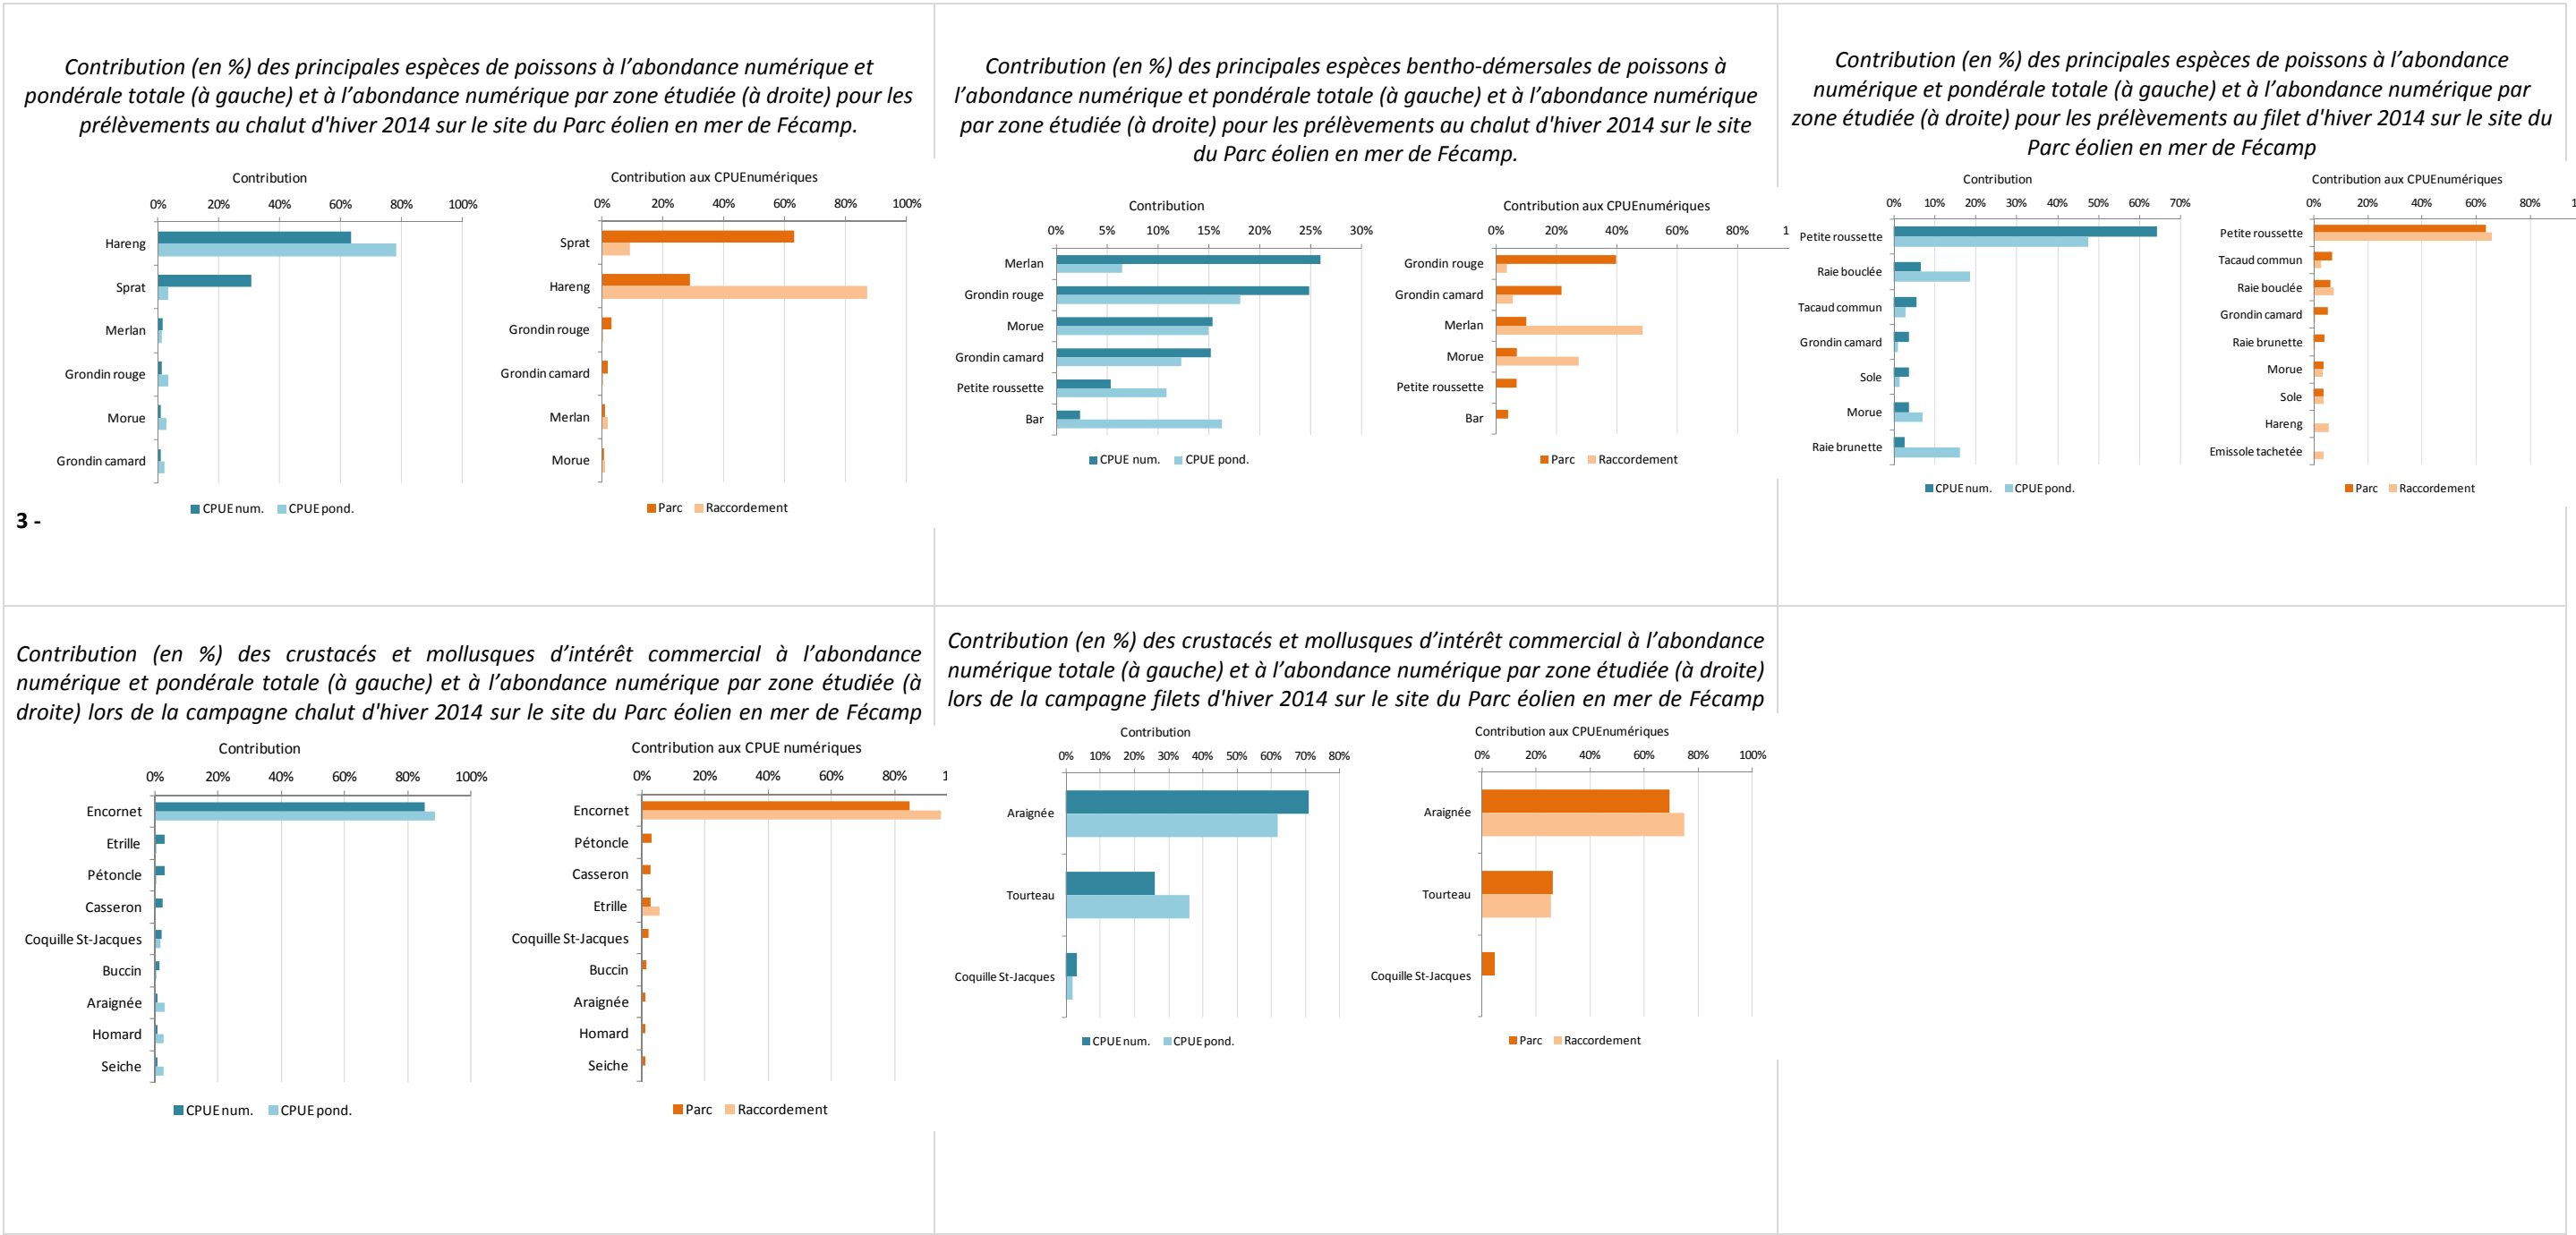 Contribution (en %) des principales espèces de poissons à l’abondance numérique et
pondérale totale (à gauche) et à l’abondance numérique par zone étudiée (à droite) pour les
prélèvements au chalut d'hiver 2014 sur le site du Parc éolien en mer de Fécamp.
Contribution
0% 20% 40% 60% 80% 100%
Hareng
Sprat
Merlan
Grondin rouge
Morue
Grondin camard
CPUE num. CPUE pond.
Contribution aux CPUE numériques
0% 20% 40% 60% 80% 100%
Sprat
Hareng
Grondin rouge
Grondin camard
Merlan
Morue
Parc Raccordement
3 -
Contribution (en %) des principales espèces bentho-démersales de poissons à
l’abondance numérique et pondérale totale (à gauche) et à l’abondance numérique
par zone étudiée (à droite) pour les prélèvements au chalut d'hiver 2014 sur le site
du Parc éolien en mer de Fécamp.
Contribution
0% 5% 10% 15% 20% 25% 30%
Merlan
Grondin rouge
Morue
Grondin camard
Petite roussette
Bar
CPUE num. CPUE pond.
Contribution aux CPUE numériques
0% 20% 40% 60% 80% 1
Grondin rouge
Grondin camard
Merlan
Morue
Petite roussette
Bar
Parc Raccordement
Contribution (en %) des principales espèces de poissons à l’abondance
numérique et pondérale totale (à gauche) et à l’abondance numérique par
zone étudiée (à droite) pour les prélèvements au filet d'hiver 2014 sur le site du
Parc éolien en mer de Fécamp
Contribution
0% 10% 20% 30% 40% 50% 60% 70%
Petite roussette
Raie bouclée
Tacaud commun
Grondin camard
Sole
Morue
Raie brunette
CPUE num. CPUE pond.
Contribution aux CPUE numériques
0% 20% 40% 60% 80% 1
Petite roussette
Tacaud commun
Raie bouclée
Grondin camard
Raie brunette
Morue
Sole
Hareng
Emissole tachetée
Parc Raccordement
Contribution (en %) des crustacés et mollusques d’intérêt commercial à l’abondance
numérique et pondérale totale (à gauche) et à l’abondance numérique par zone étudiée (à
droite) lors de la campagne chalut d'hiver 2014 sur le site du Parc éolien en mer de Fécamp
Contribution
0% 20% 40% 60% 80% 100%
Encornet
Etrille
Pétoncle
Casseron
Coquille St-Jacques
Buccin
Araignée
Homard
Seiche
CPUE num. CPUE pond.
Contribution aux CPUE numériques
0% 20% 40% 60% 80% 1
Encornet
Pétoncle
Casseron
Etrille
Coquille St-Jacques
Buccin
Araignée
Homard
Seiche
Parc Raccordement
Contribution (en %) des crustacés et mollusques d’intérêt commercial à l’abondance
numérique totale (à gauche) et à l’abondance numérique par zone étudiée (à droite)
lors de la campagne filets d'hiver 2014 sur le site du Parc éolien en mer de Fécamp
Contribution
0% 10% 20% 30% 40% 50% 60% 70% 80%
Araignée
Tourteau
Coquille St-Jacques
CPUE num. CPUE pond.
Contribution aux CPUE numériques
0% 20% 40% 60% 80% 100%
Araignée
Tourteau
Coquille St-Jacques
Parc Raccordement